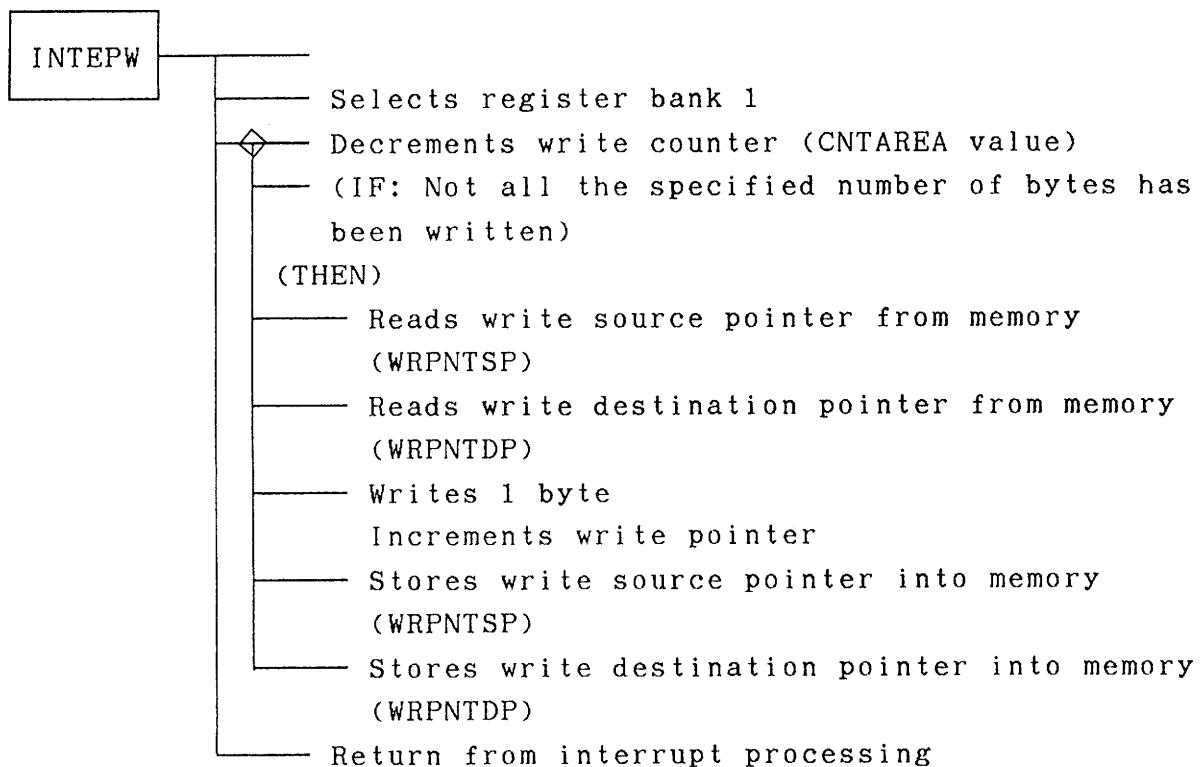 INTEPW
Selects register bank 1
Decrements write counter (CNTAREA value)
(IF: Not all the specified number of bytes has
been written)
(THEN)
Reads write source pointer from memory
(WRPNTSP)
Reads write destination pointer from memory
(WRPNTDP)
Writes 1 byte
Increments write pointer
Stores write source pointer into memory
(WRPNTSP)
Stores write destination pointer into memory
(WRPNTDP)
Return from interrupt processing